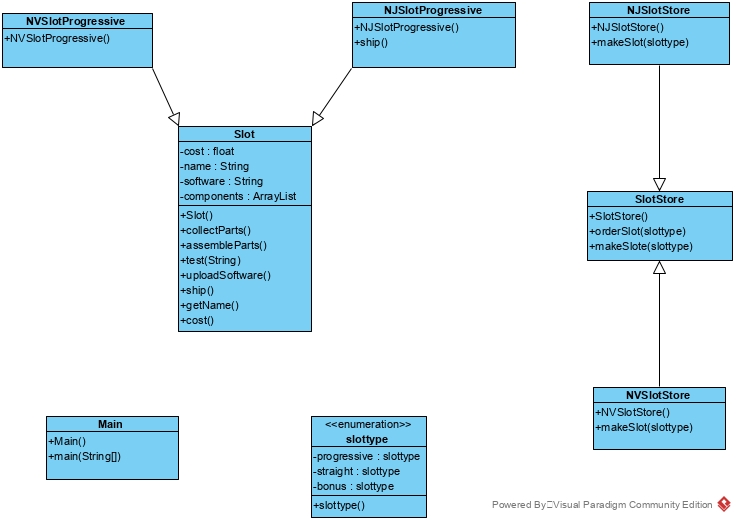 NVSlotProgressive
+NVSlotProgressive()
NJSlotProgressive
+NJSlotProgressive()
+ship()
NJSlotStore
+NJSlotStore()
+makeSlot(slottype)
Slot
-cost : float
-name : String
-software : String
-components : ArrayList
+Slot()
+collectParts()
+assembleParts()
+test(String)
+uploadSoftware()
+ship()
+getName()
+cost()
SlotStore
+SlotStore()
+orderSlot(slottype)
+makeSlote(slottype)
NVSlotStore
+NVSlotStore()
+makeSlot(slottype)
Main
+Main()
+main(String[])
<<enumeration>>
slottype
-progressive : slottype
-straight : slottype
-bonus : slottype
+slottype()
Powered By Visual Paradigm Community Edition